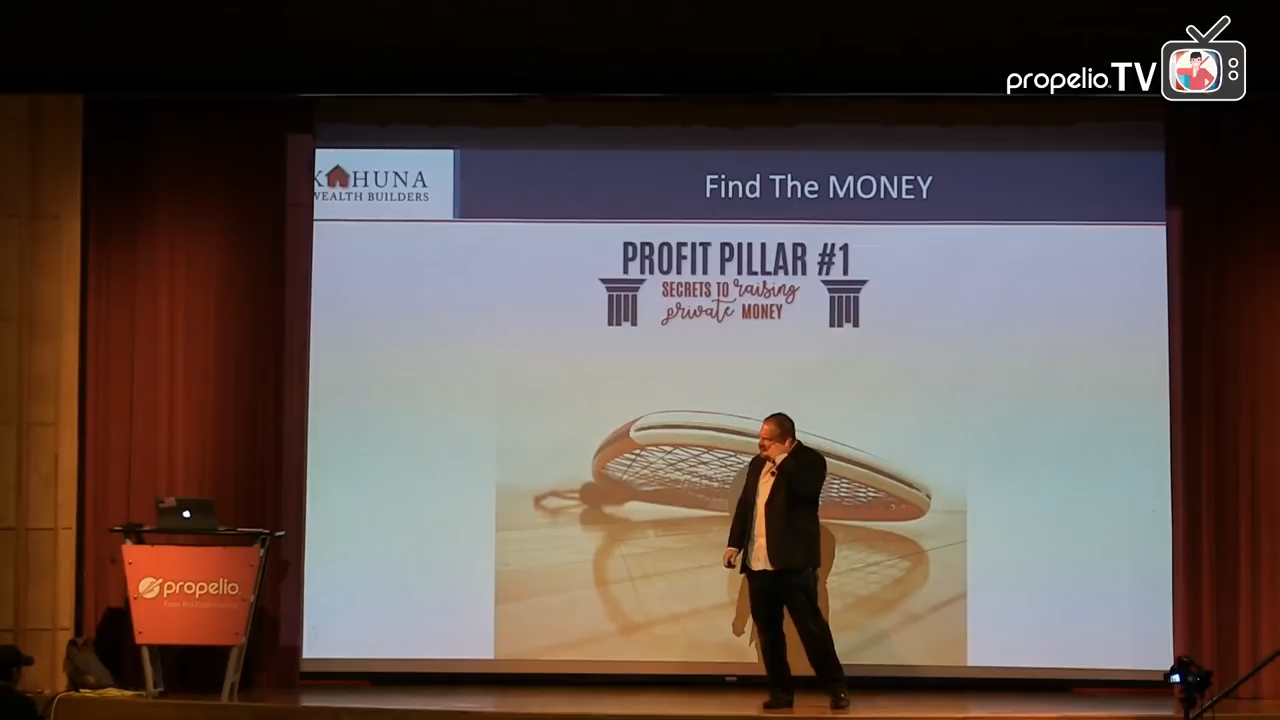 propelio TV
KAHUNA
WEALTH BUILDERS
Find The MONEY
PROFIT PILLAR #1
SECRETS TO raising
private MONEY
propelio